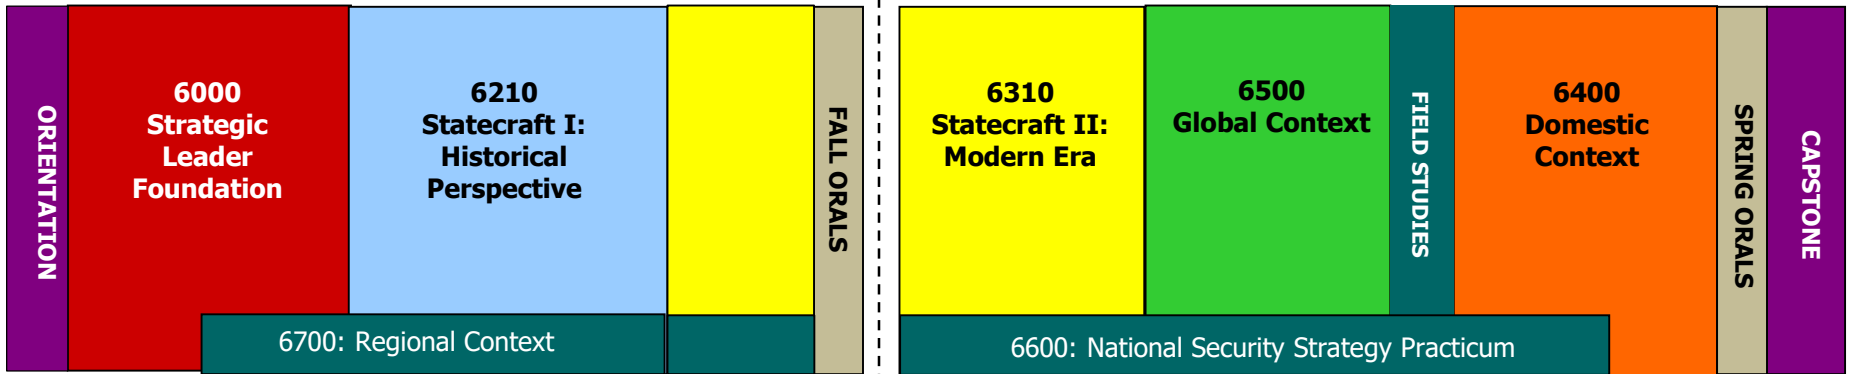 ORIENTATION
6000
Strategic
Leader
Foundation
6210
Statecraft I:
Historical
Perspective
6700: Regional Context
FALL ORALS
6310
Statecraft II:
Modern Era
6500
Global Context
FIELD STUDIES
6400
Domestic
Context
6600: National Security Strategy Practicum
SPRING ORALS
CAPSTONE